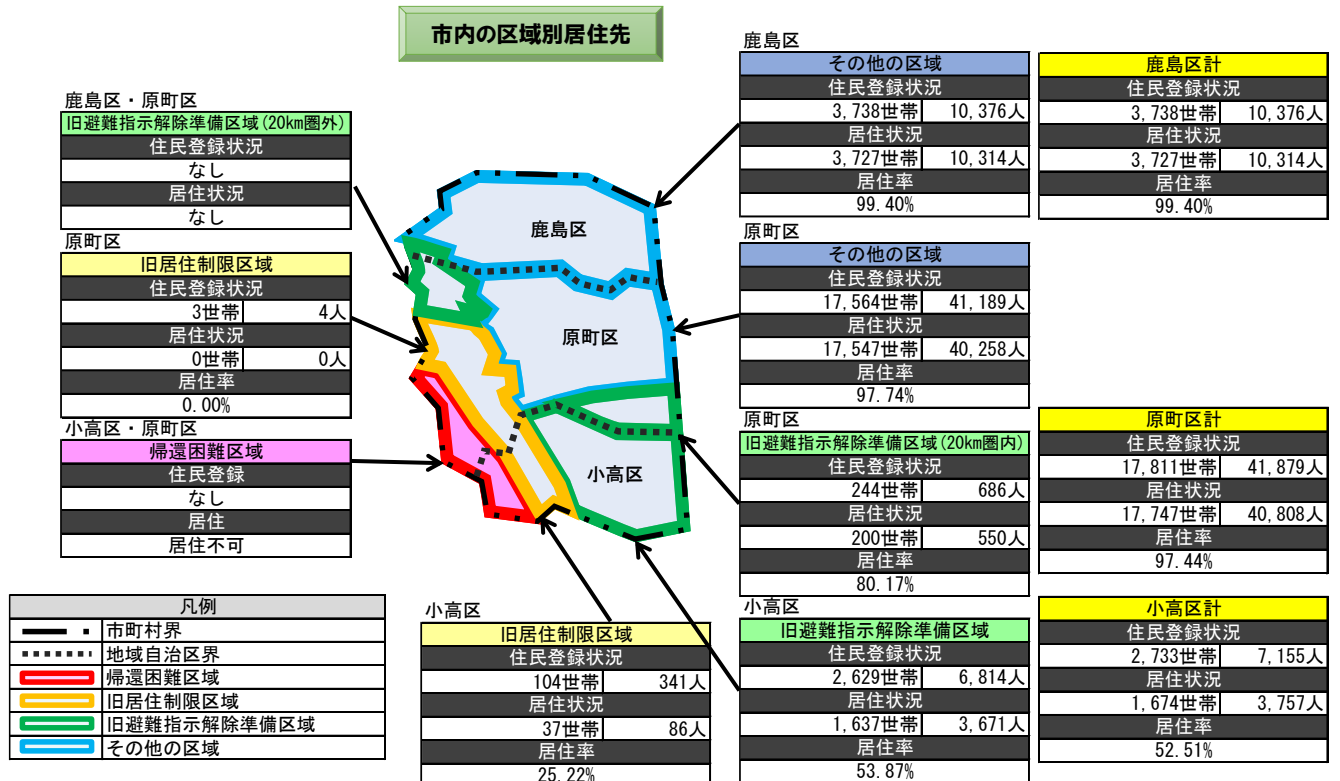 市内の区域別居住先
鹿島区・原町区
旧避難指示解除準備区域(20km圏外)
住民登録状況
なし
居住状況
なし
原町区
旧居住制限区域
住民登録状況
3世帯 4人
居住状況
0世帯 0人
居住率
0.00%
小高区・原町区
帰還困難区域
住民登録
なし
居住
居住不可
鹿島区
原町区
小高区
鹿島区
その他の区域
住民登録状況
3,738世帯 10,376人
居住状況
3,727世帯 10,314人
居住率
99.40%
鹿島区計
住民登録状況
3,738世帯 10,376人
居住状況
3,727世帯 10,314人
居住率
99.40%
原町区
その他の区域
住民登録状況
17,564世帯 41,189人
居住状況
17,547世帯 40,258人
居住率
97.74%
原町区
旧避難指示解除準備区域(20km圏内)
住民登録状況
244世帯 686人
居住状況
200世帯 550人
居住率
80.17%
原町区計
住民登録状況
17,811世帯 41,879人
居住状況
17,747世帯 40,808人
居住率
97.44%
凡例
市町村界
地域自治区界
帰還困難区域
旧居住制限区域
旧避難指示解除準備区域
その他の区域
小高区
旧居住制限区域
住民登録状況
104世帯 341人
居住状況
37世帯 86人
居住率
25.22%
小高区
旧避難指示解除準備区域
住民登録状況
2,629世帯 6,814人
居住状況
1,637世帯 3,671人
居住率
53.87%
小高区計
住民登録状況
2,733世帯 7,155人
居住状況
1,674世帯 3,757人
居住率
52.51%